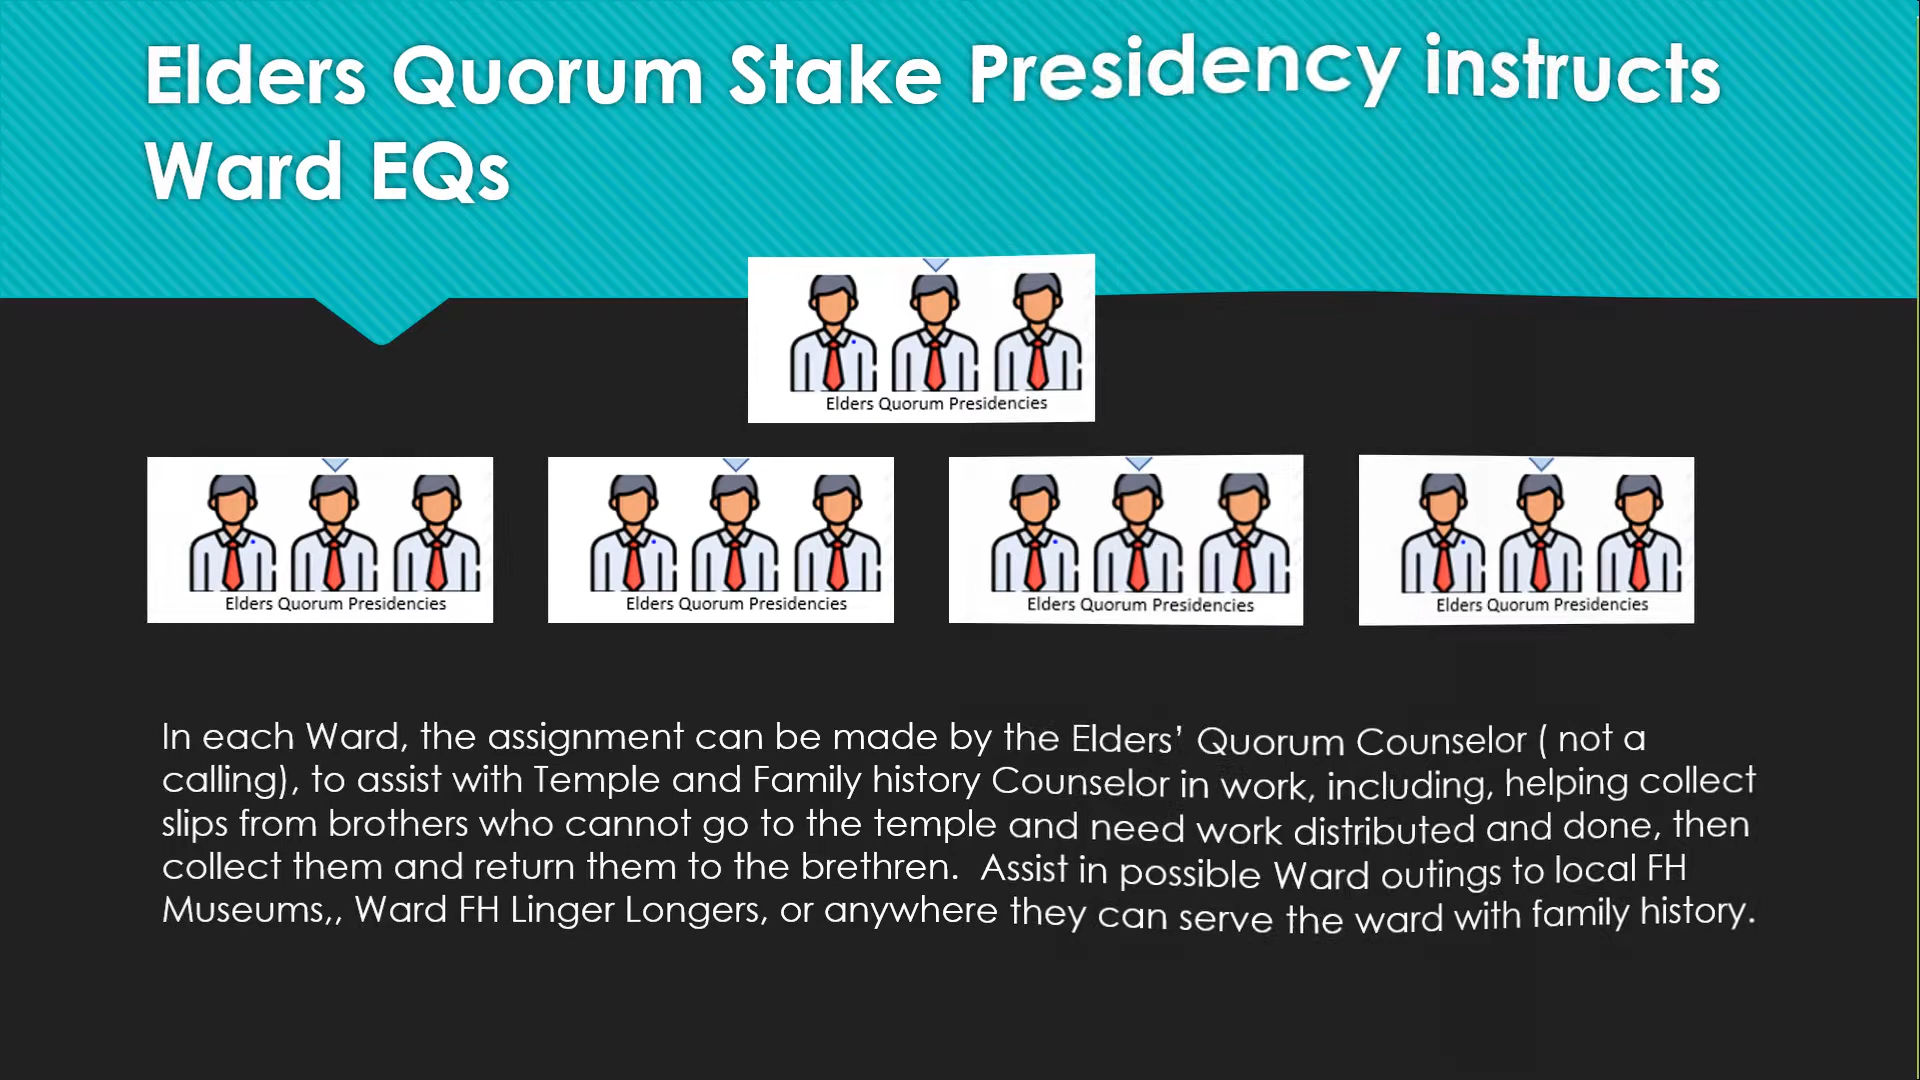 Elders Quorum Stake Presidency instructs
Ward EQs
Elders Quorum Presidencies
Elders Quorum Presidencies
Elders Quorum Presidencies
Elders Quorum Presidencies
Elders Quorum Presidencies
In each Ward, the assignment can be made by the Elders’ Quorum Counselor ( not a
calling), to assist with Temple and Family history Counselor in work, including, helping collect
slips from brothers who cannot go to the temple and need work distributed and done, then
collect them and return them to the brethren.  Assist in possible Ward outings to local FH
Museums,, Ward FH Linger Longers, or anywhere they can serve the ward with family history.